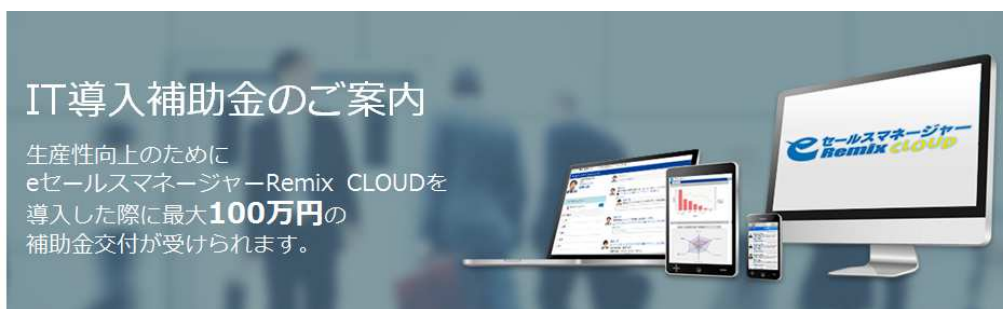 IT導入補助金のご案内
生産性向上のために
eセールスマネージャーRemix CLOUDを
導入した際に最大100万円の
補助金交付が受けられます。
eセールスマネージャー
Remix CLOUD